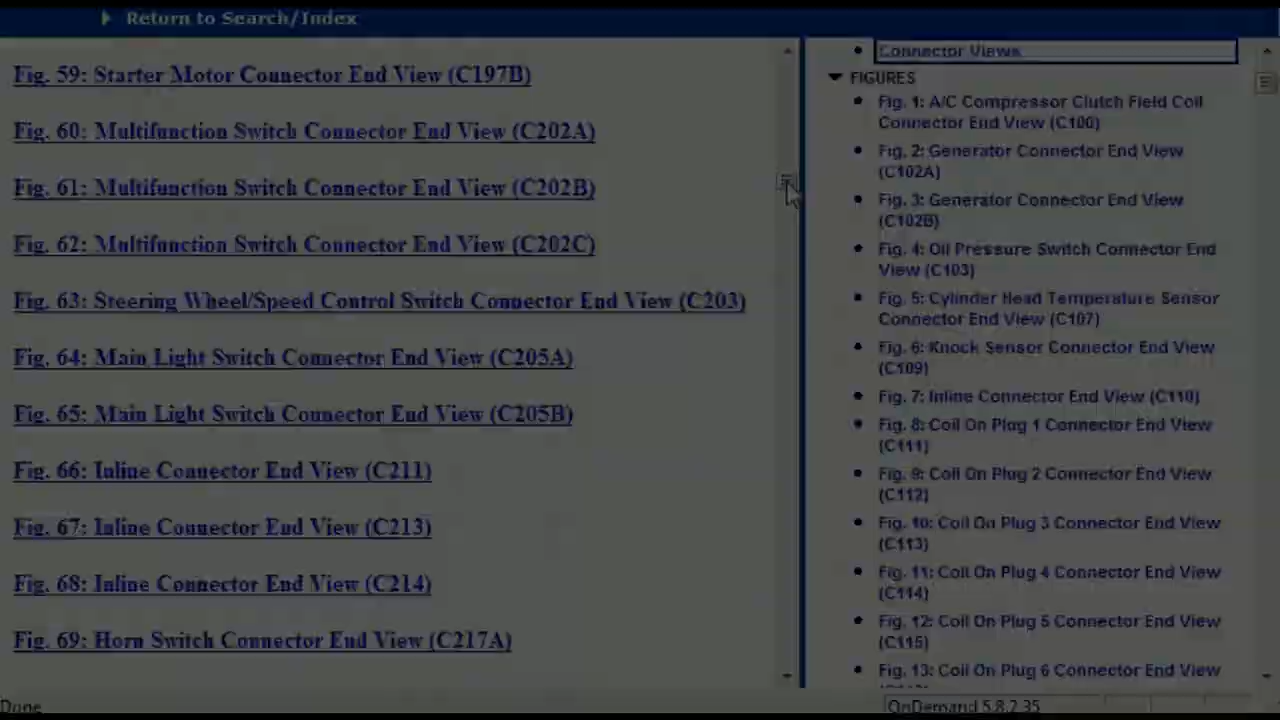 Return to Search/Index
Fig. 59: Starter Motor Connector End View (C197B)
Fig. 60: Multifunction Switch Connector End View (C202A)
Fig. 61: Multifunction Switch Connector End View (C202B)
Fig. 62: Multifunction Switch Connector End View (C202C)
Fig. 63: Steering Wheel/Speed Control Switch Connector End View (C203)
Fig. 64: Main Light Switch Connector End View (C205A)
Fig. 65: Main Light Switch Connector End View (C205B)
Fig. 66: Inline Connector End View (C211)
Fig. 67: Inline Connector End View (C213)
Fig. 68: Inline Connector End View (C214)
Fig. 69: Horn Switch Connector End View (C217A)
Connector Views
FIGURES
Fig. 1: A/C Compressor Clutch Field Coil
Connector End View (C100)
Fig. 2: Generator Connector End View
(C102A)
Fig. 3: Generator Connector End View
(C102B)
Fig. 4: Oil Pressure Switch Connector End
View (C103)
Fig. 5: Cylinder Head Temperature Sensor
Connector End View (C107)
Fig. 6: Knock Sensor Connector End View
(C109)
Fig. 7: Inline Connector End View (C110)
Fig. 8: Coil On Plug 1 Connector End View
(C111)
Fig. 9: Coil On Plug 2 Connector End View
(C112)
Fig. 10: Coil On Plug 3 Connector End View
(C113)
Fig. 11: Coil On Plug 4 Connector End View
(C114)
Fig. 12: Coil On Plug 5 Connector End View
(C115)
Fig. 13: Coil On Plug 6 Connector End View
Done
OnDemand 5.8.2.35